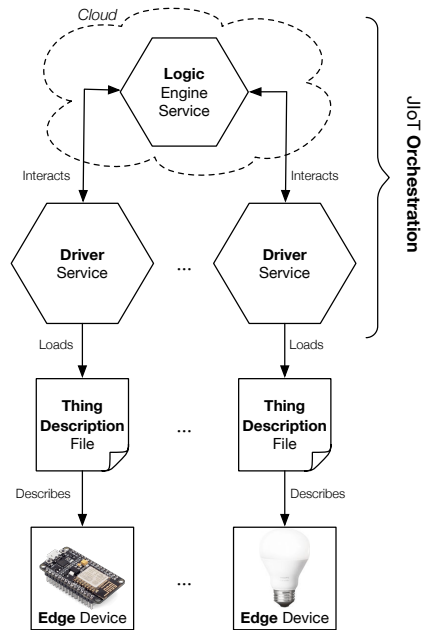 Cloud
Logic
Engine
Service
Interacts
Interacts
JIoT Orchestration
Driver
Service
...
Driver
Service
Loads
Loads
Thing
Description
File
...
Thing
Description
File
Describes
Describes
Edge Device
...
Edge Device